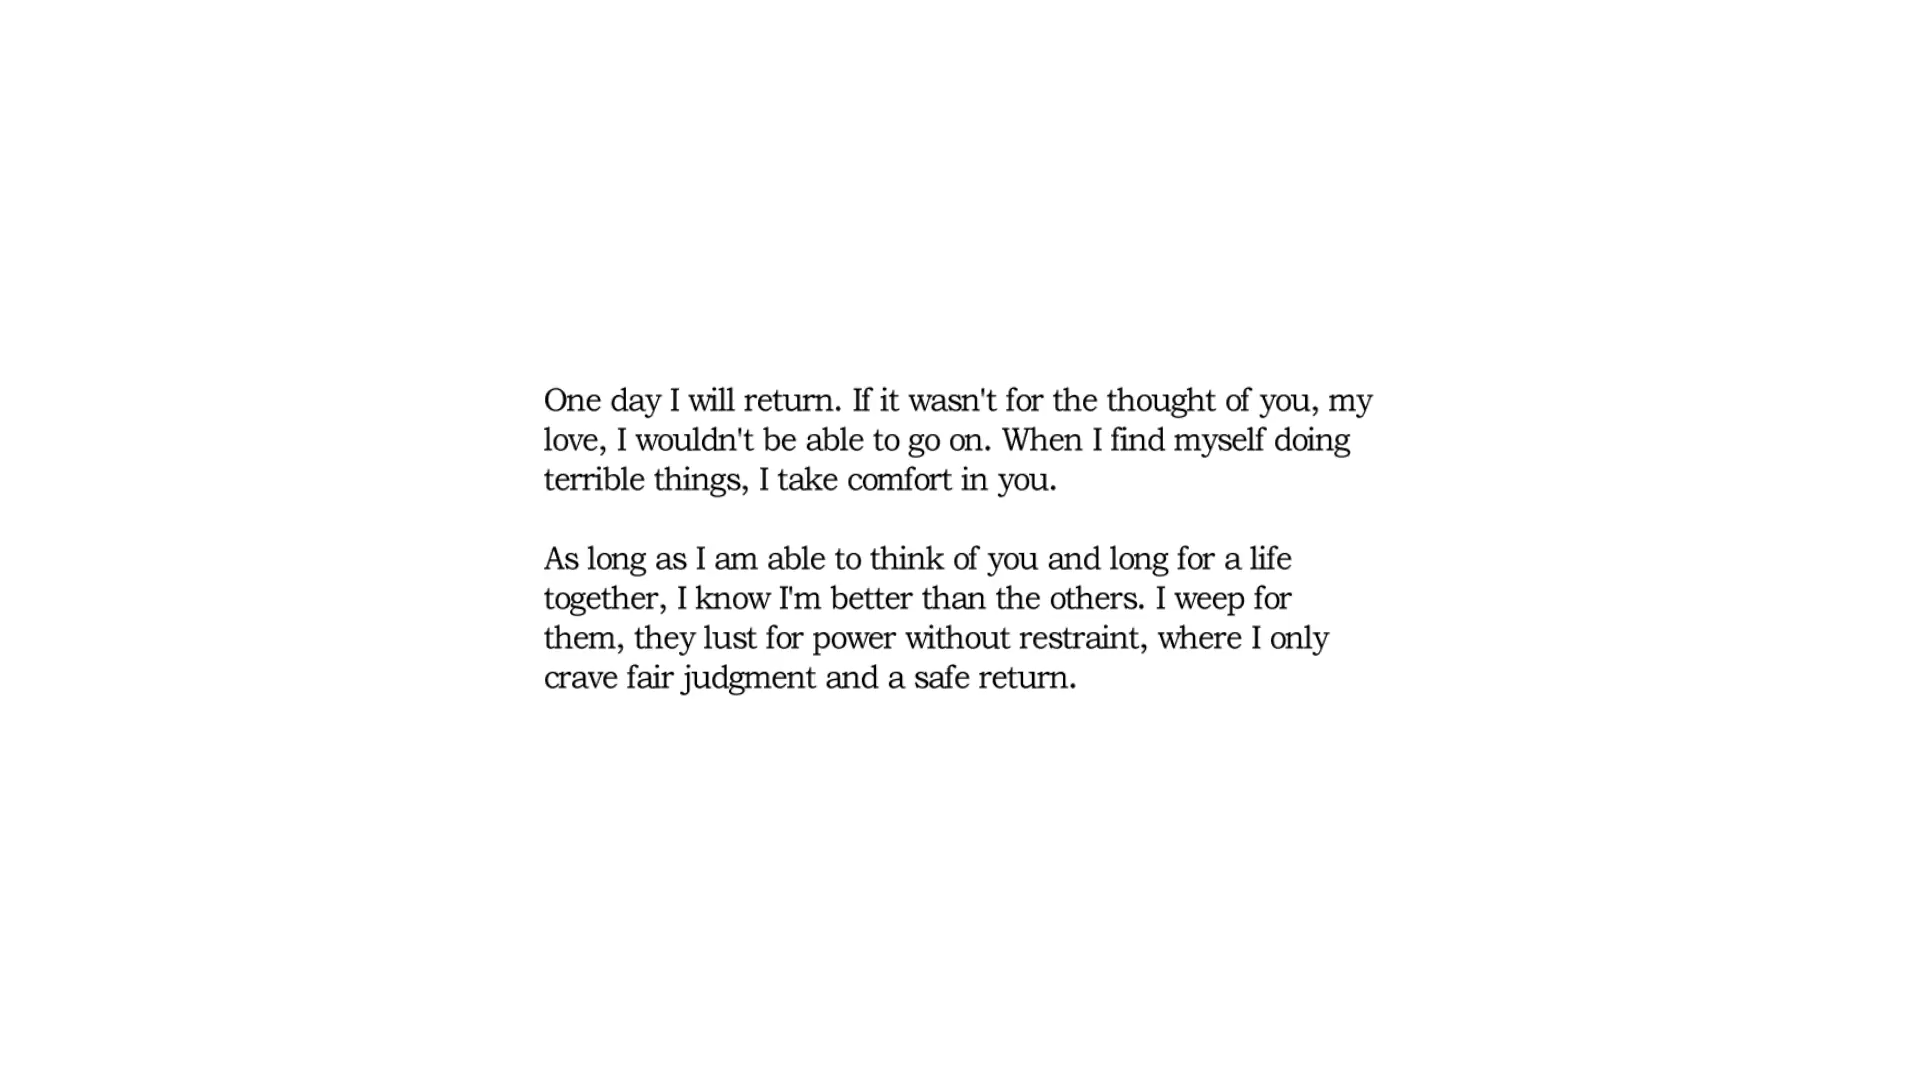 One day I will return. If it wasn't for the thought of you, my
love, I wouldn't be able to go on. When I find myself doing
terrible things, I take comfort in you.
As long as I am able to think of you and long for a life
together, I know I'm better than the others. I weep for
them, they lust for power without restraint, where I only
crave fair judgment and a safe return.